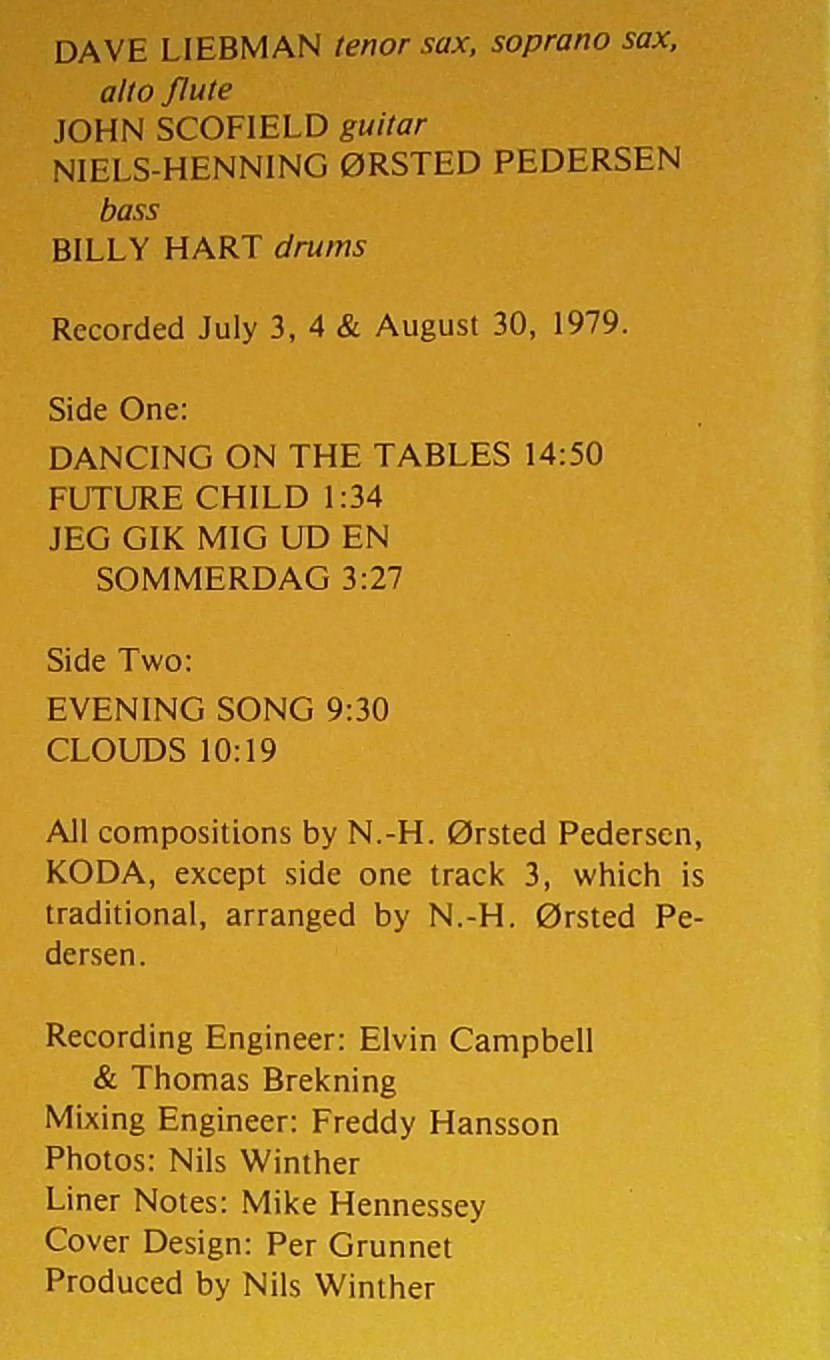 DAVE LIEBMAN tenor sax, soprano sax,
alto flute
JOHN SCOFIELD guitar
NIELS-HENNING ØRSTED PEDERSEN
bass
BILLY HART drums
Recorded July 3, 4 & August 30, 1979.
Side One:
DANCING ON THE TABLES 14:50
FUTURE CHILD 1:34
JEG GIK MIG UD EN
SOMMERDAG 3:27
Side Two:
EVENING SONG 9:30
CLOUDS 10:19
All compositions by N.-H. Ørsted Pedersen,
KODA, except side one track 3, which is
traditional, arranged by N.-H. Ørsted Pe-
dersen.
Recording Engineer: Elvin Campbell
& Thomas Brekning
Mixing Engineer: Freddy Hansson
Photos: Nils Winther
Liner Notes: Mike Hennessey
Cover Design: Per Grunnet
Produced by Nils Winther